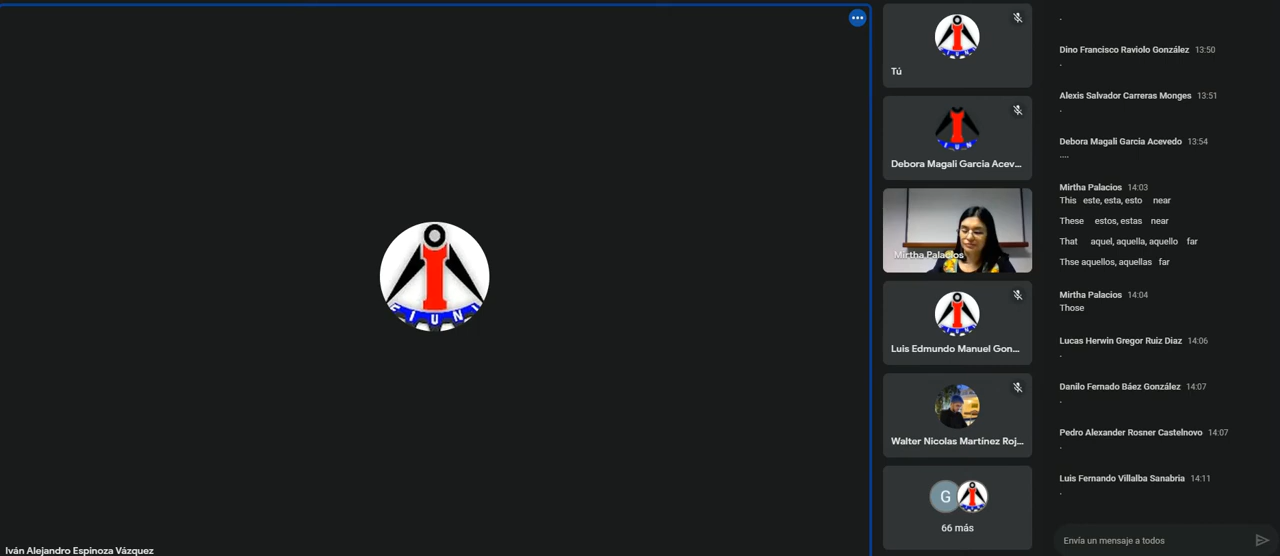 Iván Alejandro Espinoza Vázquez
EIUNI
Tú
EIUNI
Debora Magali Garcia Acev...
EIUNI
Mirtha Palacios
Luis Edmundo Manuel Gon...
EIUNI
Walter Nicolas Martínez Roj...
G
66 más
.
Dino Francisco Raviolo González 13:50
.
Alexis Salvador Carreras Monges 13:51
.
Debora Magali Garcia Acevedo 13:54
....
Mirtha Palacios 14:03
This este, esta, esto near
These estos, estas near
That aquel, aquella, aquello far
Thse aquellos, aquellas far
Mirtha Palacios 14:04
Those
Lucas Herwin Gregor Ruiz Diaz 14:06
.
Danilo Fernado Báez González 14:07
.
Pedro Alexander Rosner Castelnovo 14:07
.
Luis Fernando Villalba Sanabria 14:11
.
Envía un mensaje a todos